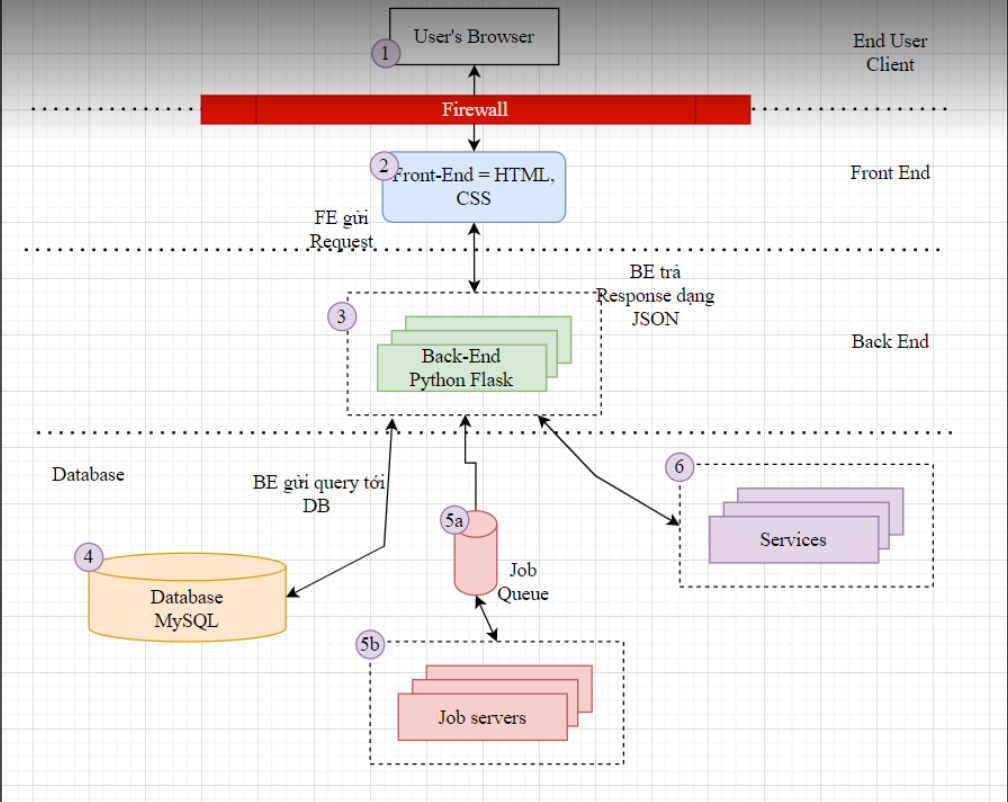 User's Browser
1
End User
Client
Firewall
2
Front-End = HTML,
CSS
Front End
FE gửi
Request
BE trả
Response dạng
JSON
3
Back-End
Python Flask
Back End
Database
BE gửi query tới
DB
4
Database
MySQL
5a
Job
Queue
6
Services
5b
Job servers